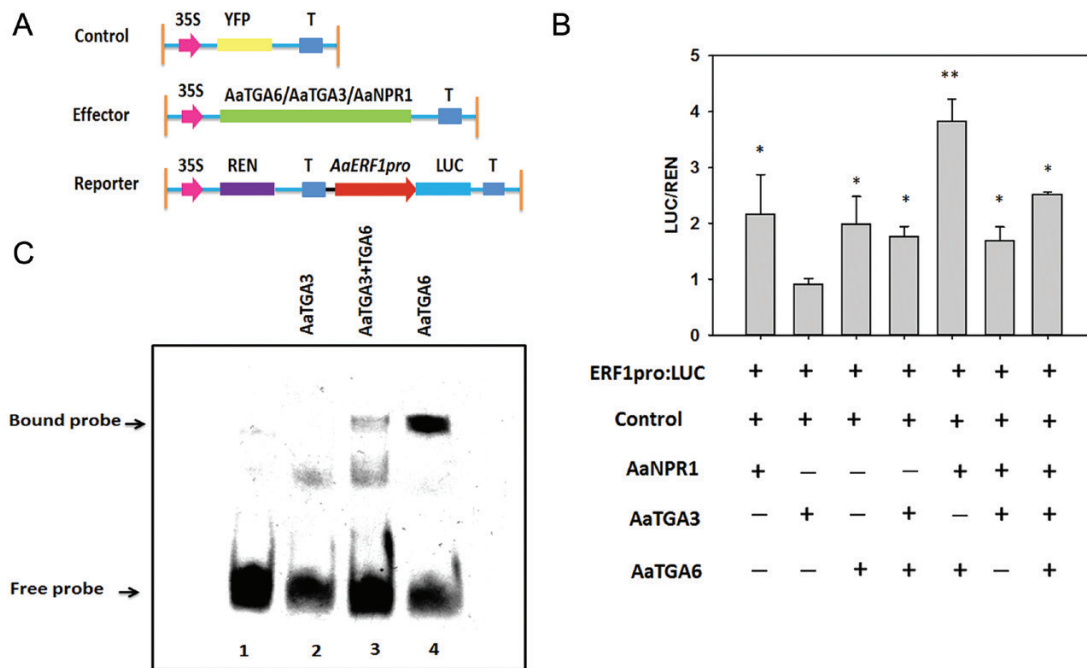 A
Control
35S YFP T
Effector
35S AaTGA6/AaTGA3/AaNPR1 T
Reporter
35S REN T AaERF1pro LUC T
B
LUC/REN
5
4
3
2
1
0
* * * ** * *
ERF1pro:LUC + + + + + + +
Control + + + + + + +
AaNPR1 + — — — + + +
AaTGA3 — + — + — + +
AaTGA6 — — + + + — +
C
AaTGA3
AaTGA3+TGA6
AaTGA6
Bound probe
Free probe
1 2 3 4